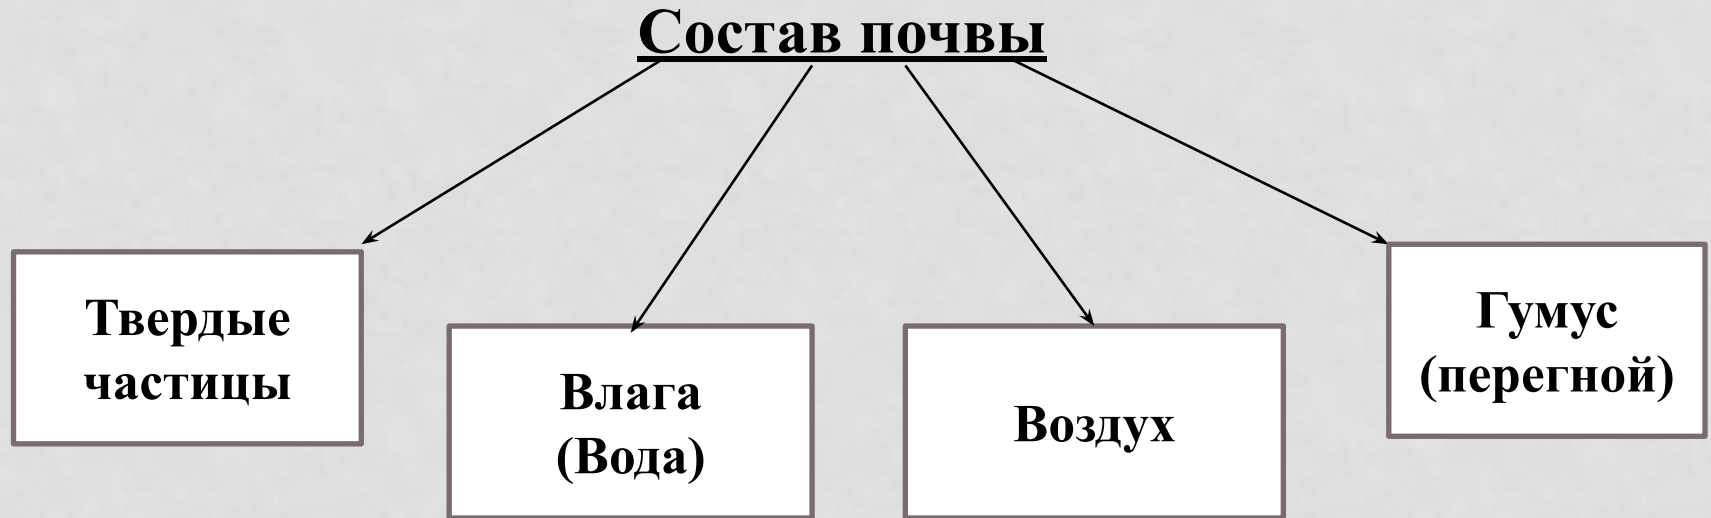 Состав почвы
Твердые
частицы
Влага
(Вода)
Воздух
Гумус
(перегной)